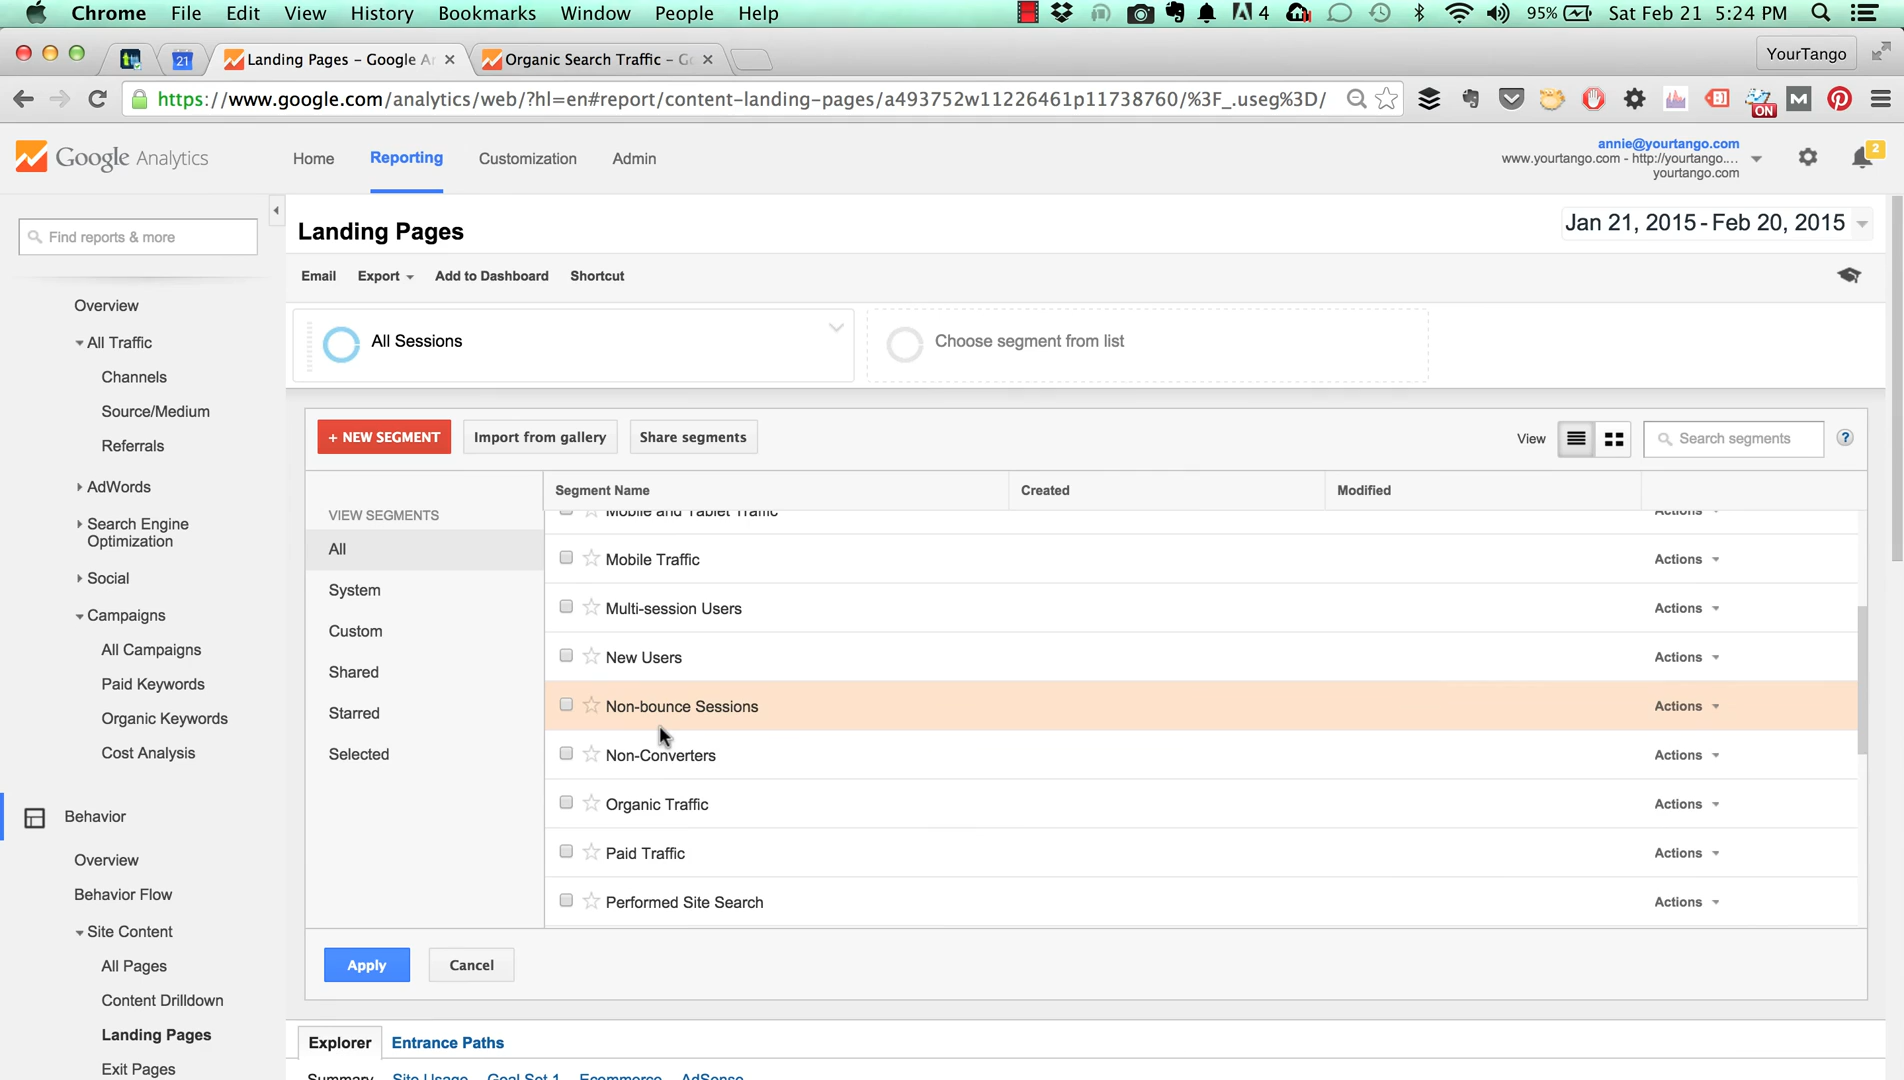 Chrome File Edit View History Bookmarks Window People Help
4 95% Sat Feb 21 5:24 PM
21 Landing Pages – Google A Organic Search Traffic – G YourTango
https://www.google.com/analytics/web/?hl=en#report/content-landing-pages/a493752w11226461p11738760/%3F_.useg%3D/
ON
Google Analytics
Home Reporting Customization Admin
annie@yourtango.com
www.yourtango.com - http://yourtango....
yourtango.com
2
Find reports & more
Landing Pages
Jan 21, 2015 - Feb 20, 2015
Email Export Add to Dashboard Shortcut
Overview
All Traffic
Channels
Source/Medium
Referrals
AdWords
Search Engine
Optimization
Social
Campaigns
All Campaigns
Paid Keywords
Organic Keywords
Cost Analysis
Behavior
Overview
Behavior Flow
Site Content
All Pages
Content Drilldown
Landing Pages
Exit Pages
All Sessions
Choose segment from list
+ NEW SEGMENT Import from gallery Share segments
View
Search segments
?
VIEW SEGMENTS
All
System
Custom
Shared
Starred
Selected
Segment Name Created Modified
Mobile and Tablet Traffic Actions
Mobile Traffic Actions
Multi-session Users Actions
New Users Actions
Non-bounce Sessions Actions
Non-Converters Actions
Organic Traffic Actions
Paid Traffic Actions
Performed Site Search Actions
Apply Cancel
Explorer Entrance Paths
Summary Site Usage Goal Set 1 Ecommerce AdSense